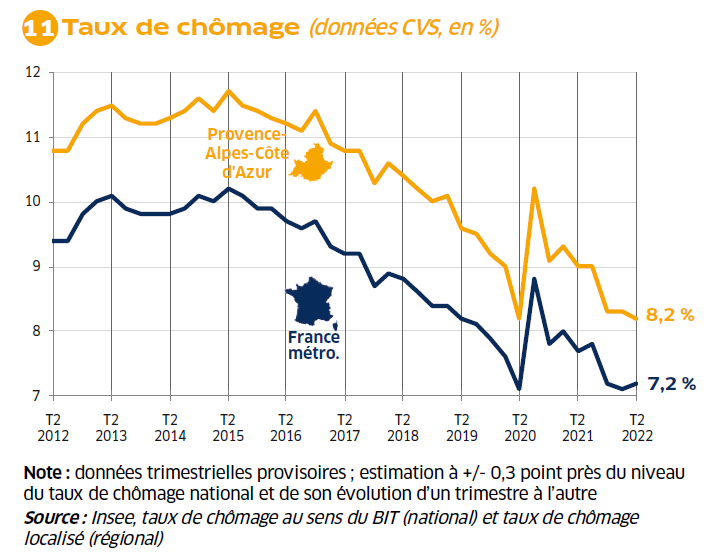 11 Taux de chômage (données CVS, en %)
12
11
10
9
8
7
Provence-
Alpes-Côte
d'Azur
France
métro.
8,2 %
7,2 %
T2 T2 T2 T2 T2 T2 T2 T2 T2 T2 T2
2012 2013 2014 2015 2016 2017 2018 2019 2020 2021 2022
Note : données trimestrielles provisoires ; estimation à +/- 0,3 point près du niveau
du taux de chômage national et de son évolution d'un trimestre à l'autre
Source : Insee, taux de chômage au sens du BIT (national) et taux de chômage
localisé (régional)